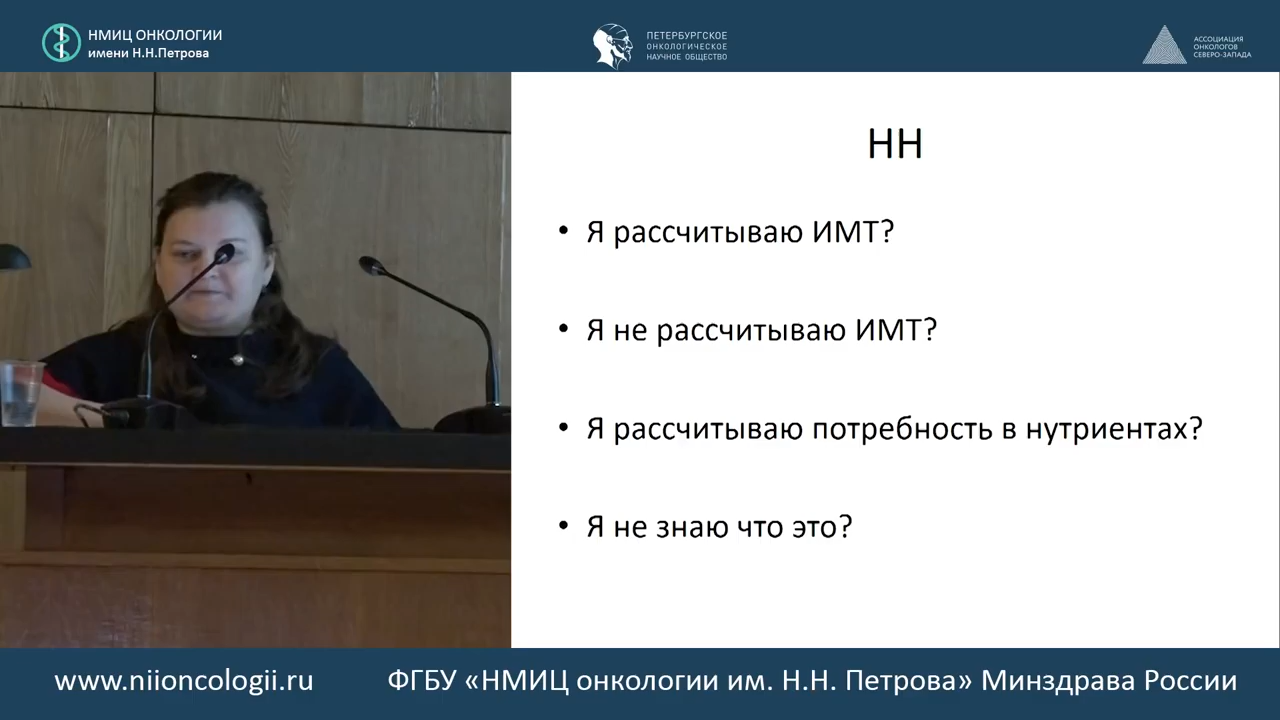 НМИЦ ОНКОЛОГИИ
имени Н.Н.Петрова
ПЕТЕРБУРГСКОЕ
ОНКОЛОГИЧЕСКОЕ
НАУЧНОЕ ОБЩЕСТВО
АССОЦИАЦИЯ
ОНКОЛОГОВ
СЕВЕРО-ЗАПАДА
НН
• Я рассчитываю ИМТ?
• Я не рассчитываю ИМТ?
• Я рассчитываю потребность в нутриентах?
• Я не знаю что это?
www.niioncologii.ru
ФГБУ «НМИЦ онкологии им. Н.Н. Петрова» Минздрава России